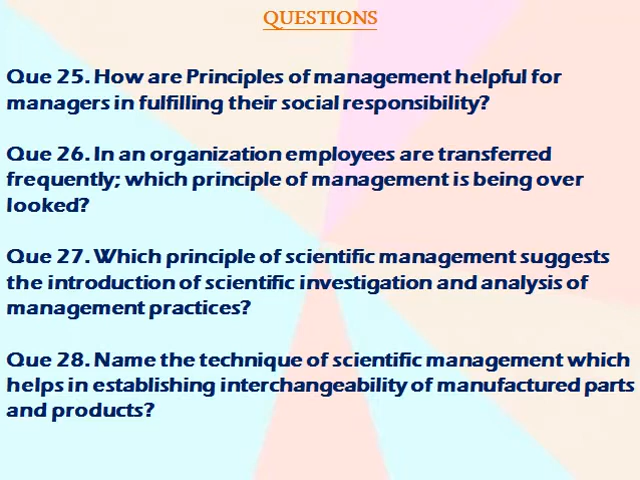 QUESTIONS
Que 25. How are Principles of management helpful for
managers in fulfilling their social responsibility?
Que 26. In an organization employees are transferred
frequently; which principle of management is being over
looked?
Que 27. Which principle of scientific management suggests
the introduction of scientific investigation and analysis of
management practices?
Que 28. Name the technique of scientific management which
helps in establishing interchangeability of manufactured parts
and products?